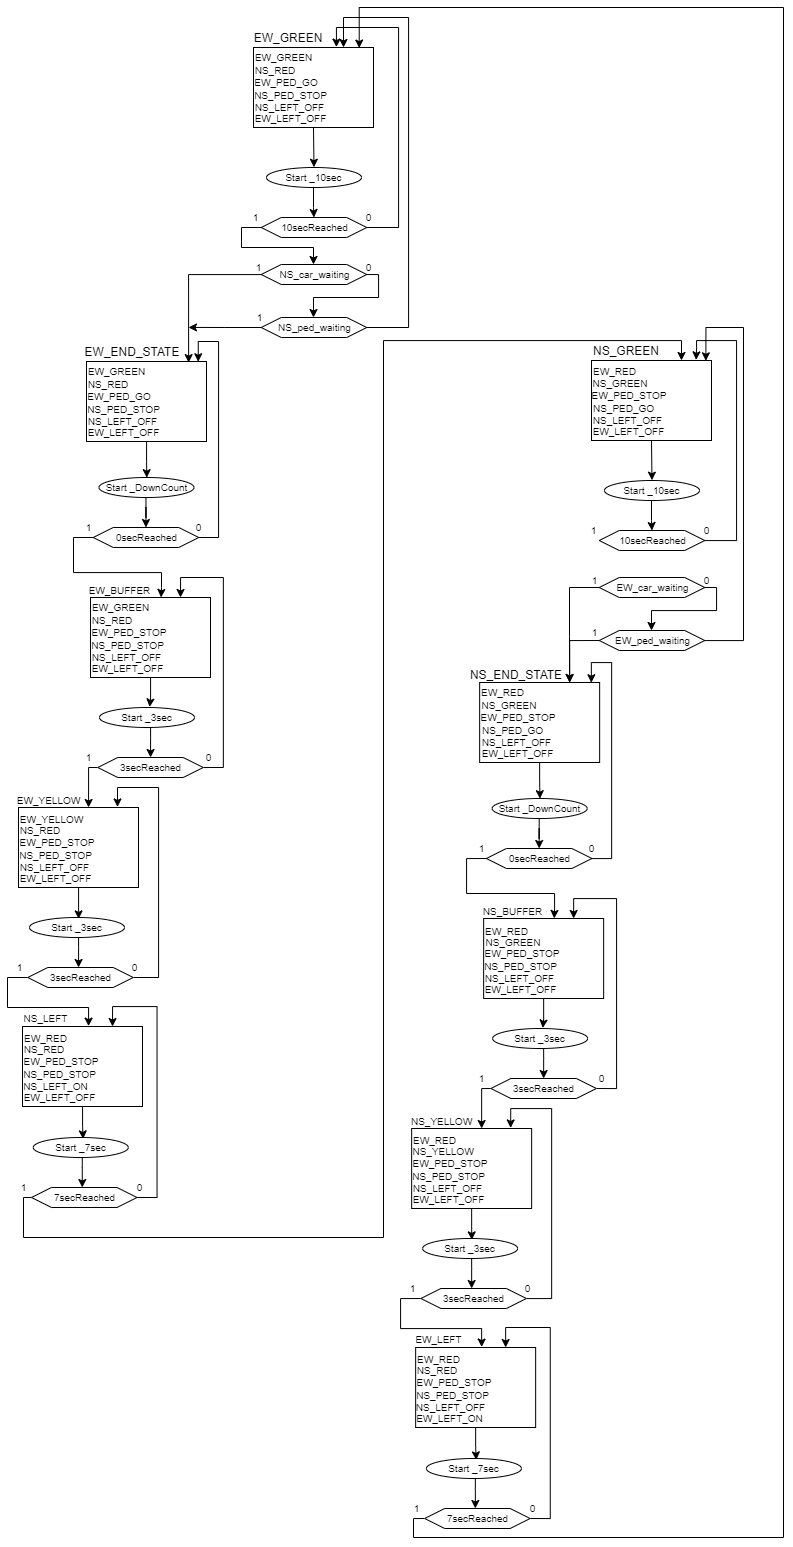 EW_GREEN
EW_GREEN
NS_RED
EW_PED_GO
NS_PED_STOP
NS_LEFT_OFF
EW_LEFT_OFF
Start _10sec
1
10secReached
0
1
NS_car_waiting
0
1
NS_ped_waiting
EW_END_STATE
EW_GREEN
NS_RED
EW_PED_GO
NS_PED_STOP
NS_LEFT_OFF
EW_LEFT_OFF
Start _DownCount
1
0secReached
0
EW_BUFFER
EW_GREEN
NS_RED
EW_PED_STOP
NS_PED_STOP
NS_LEFT_OFF
EW_LEFT_OFF
Start _3sec
1
3secReached
0
EW_YELLOW
EW_YELLOW
NS_RED
EW_PED_STOP
NS_PED_STOP
NS_LEFT_OFF
EW_LEFT_OFF
Start _3sec
1
3secReached
0
NS_LEFT
EW_RED
NS_RED
EW_PED_STOP
NS_PED_STOP
NS_LEFT_ON
EW_LEFT_OFF
Start _7sec
1
7secReached
0
NS_GREEN
EW_RED
NS_GREEN
EW_PED_STOP
NS_PED_GO
NS_LEFT_OFF
EW_LEFT_OFF
Start _10sec
1
10secReached
0
1
EW_car_waiting
0
1
EW_ped_waiting
NS_END_STATE
EW_RED
NS_GREEN
EW_PED_STOP
NS_PED_GO
NS_LEFT_OFF
EW_LEFT_OFF
Start _DownCount
1
0secReached
0
NS_BUFFER
EW_RED
NS_GREEN
EW_PED_STOP
NS_PED_STOP
NS_LEFT_OFF
EW_LEFT_OFF
Start _3sec
1
3secReached
0
NS_YELLOW
EW_RED
NS_YELLOW
EW_PED_STOP
NS_PED_STOP
NS_LEFT_OFF
EW_LEFT_OFF
Start _3sec
1
3secReached
0
EW_LEFT
EW_RED
NS_RED
EW_PED_STOP
NS_PED_STOP
NS_LEFT_OFF
EW_LEFT_ON
Start _7sec
1
7secReached
0